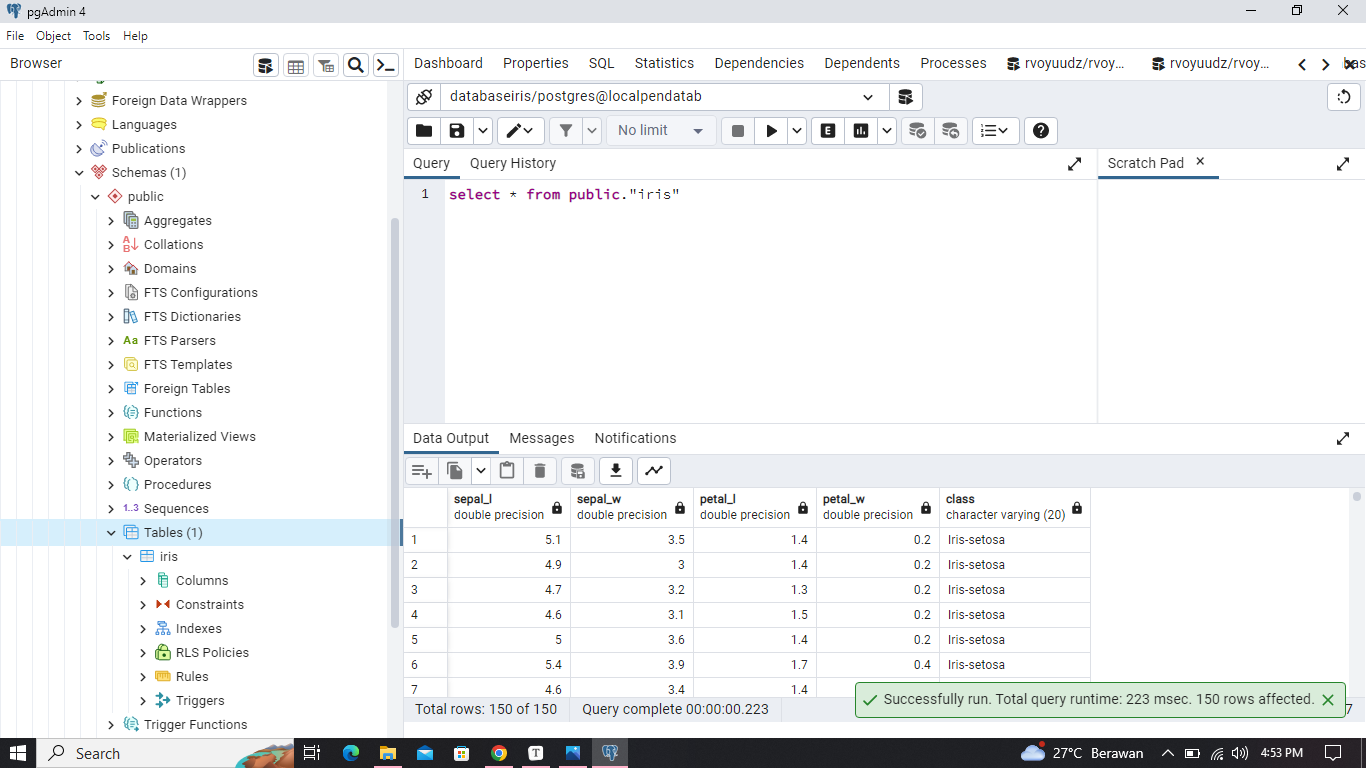 pgAdmin 4
File Object Tools Help
Browser
Dashboard Properties SQL Statistics Dependencies Dependents Processes rvoyuudz/rvoy... rvoyuudz/rvoy...
Foreign Data Wrappers
Languages
Publications
Schemas (1)
public
Aggregates
Collations
Domains
FTS Configurations
FTS Dictionaries
Aa FTS Parsers
FTS Templates
Foreign Tables
Functions
Materialized Views
Operators
Procedures
1..3 Sequences
Tables (1)
iris
Columns
Constraints
Indexes
RLS Policies
Rules
Triggers
Trigger Functions
databaseiris/postgres@localpendatab
No limit E
Query Query History
Scratch Pad
1 select * from public."iris"
Data Output Messages Notifications
sepal_l sepal_w petal_l petal_w class
double precision double precision double precision double precision character varying (20)
1 5.1 3.5 1.4 0.2 Iris-setosa
2 4.9 3 1.4 0.2 Iris-setosa
3 4.7 3.2 1.3 0.2 Iris-setosa
4 4.6 3.1 1.5 0.2 Iris-setosa
5 5 3.6 1.4 0.2 Iris-setosa
6 5.4 3.9 1.7 0.4 Iris-setosa
7 4.6 3.4 1.4
Successfully run. Total query runtime: 223 msec. 150 rows affected.
Total rows: 150 of 150 Query complete 00:00:00.223
Search
27°C Berawan 4:53 PM